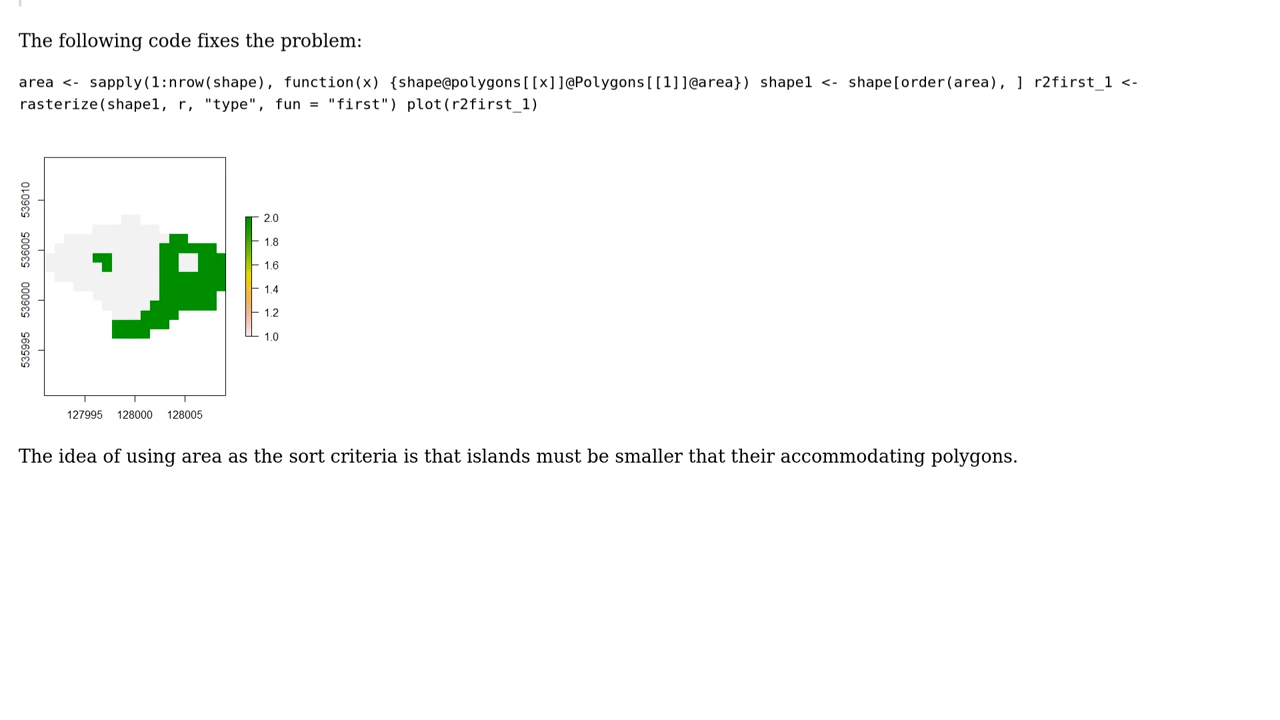 The following code fixes the problem:
area <- sapply(1:nrow(shape), function(x) {shape@polygons[[x]]@Polygons[[1]]@area}) shape1 <- shape[order(area), ] r2first_1 <-
rasterize(shape1, r, "type", fun = "first") plot(r2first_1)
536010
536005
536000
535995
2.0
1.8
1.6
1.4
1.2
1.0
127995 128000 128005
The idea of using area as the sort criteria is that islands must be smaller that their accommodating polygons.